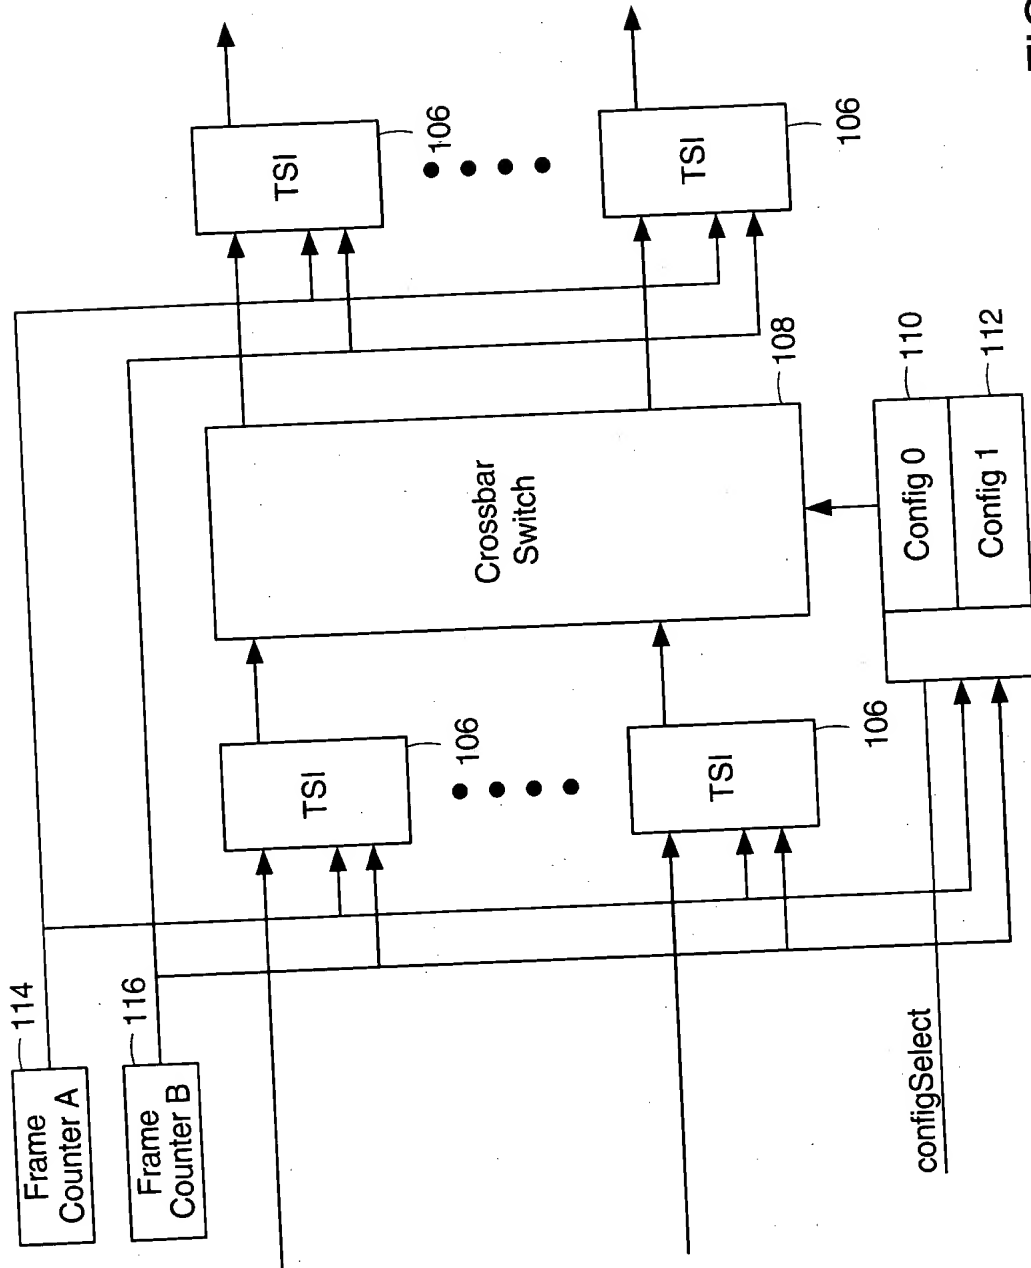 Frame
Counter A
114
Frame
Counter B
116
TSI
106
TSI
106
Crossbar
Switch
108
TSI
106
TSI
106
configSelect
Config 0
110
Config 1
112